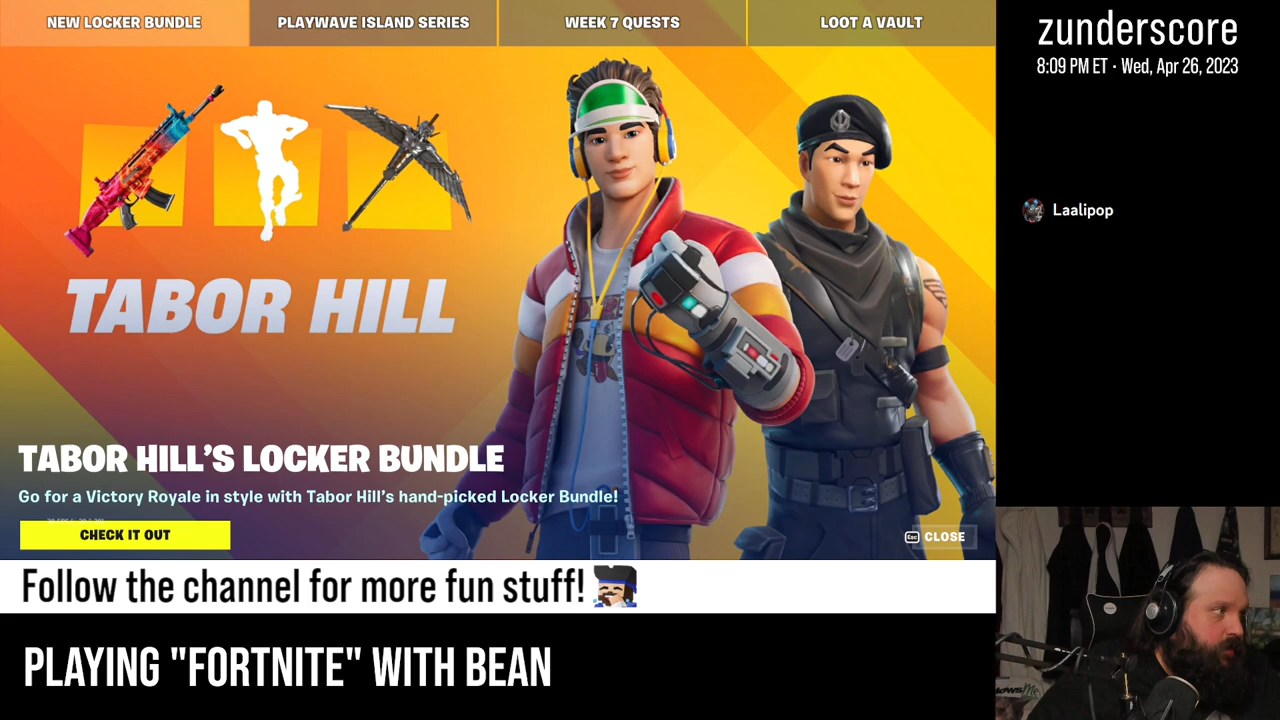 NEW LOCKER BUNDLE
PLAYWAVE ISLAND SERIES
WEEK 7 QUESTS
LOOT A VAULT
zunderscore
8:09 PM ET · Wed, Apr 26, 2023
Laalipop
TABOR HILL
TABOR HILL'S LOCKER BUNDLE
Go for a Victory Royale in style with Tabor Hill's hand-picked Locker Bundle!
CHECK IT OUT
Esc CLOSE
Follow the channel for more fun stuff!
PLAYING "FORTNITE" WITH BEAN